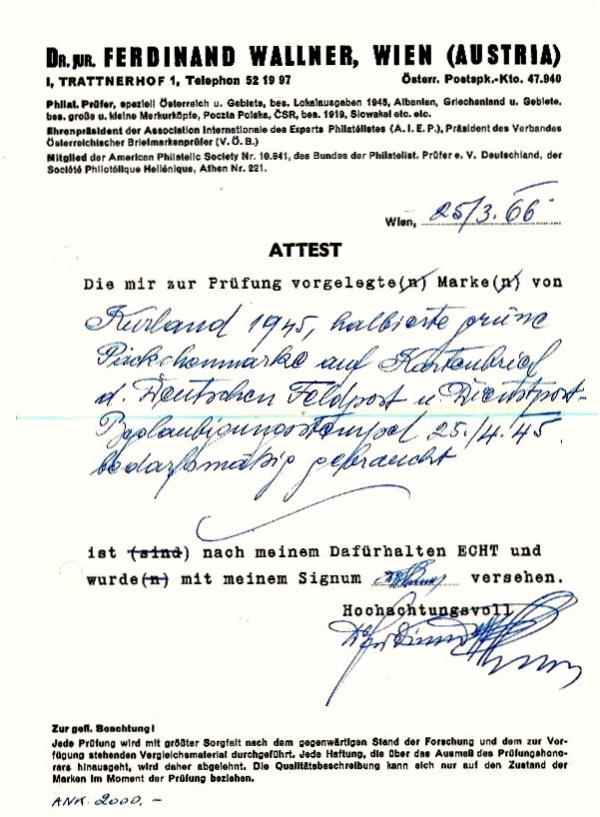 DR. JUR. FERDINAND WALLNER, WIEN (AUSTRIA)
I, TRATTNERHOF 1, Telephon 52 19 97 Österr. Postspk.-Kto. 47.940
Philat. Prüfer, speziell Österreich u. Gebiete, bes. Lokalausgaben 1945, Albanien, Griechenland u. Gebiete,
bes. große u. kleine Merkurköpfe, Poczta Polska, ČSR, bes. 1919, Slowakei etc. etc.
Ehrenpräsident der Association Internationale des Experts Philatélistes (A. I. E. P.), Präsident des Verbandes
Österreichischer Briefmarkenprüfer (V. Ö. B.)
Mitglied der American Philatelic Society Nr. 10.841, des Bundes der Philatelist. Prüfer e. V. Deutschland, der
Société Philotélique Hellénique, Athen Nr. 221.
Wien, 25/3. 66
ATTEST
Die mir zur Prüfung vorgelegte(n) Marke(n) von
Kurland 1945, halbierte grüne
Päckchenmarke auf Kartenbrief
d. Deutschen Feldpost u Dienstpost-
Beglaubigungsstempel 25./4. 45.
bedarfsmäßig gebraucht
ist (sind) nach meinem Dafürhalten ECHT und
wurde(n) mit meinem Signum versehen.
Hochachtungsvoll
Dr Ferdinand Wallner
Zur gefl. Beachtung!
Jede Prüfung wird mit größter Sorgfalt nach dem gegenwärtigen Stand der Forschung und dem zur Ver-
fügung stehenden Vergleichsmaterial durchgeführt. Jede Haftung, die über das Ausmaß des Prüfungshono-
rars hinausgeht, wird daher abgelehnt. Die Qualitätsbeschreibung kann sich nur auf den Zustand der
Marken im Moment der Prüfung beziehen.
ANK. 2000.-